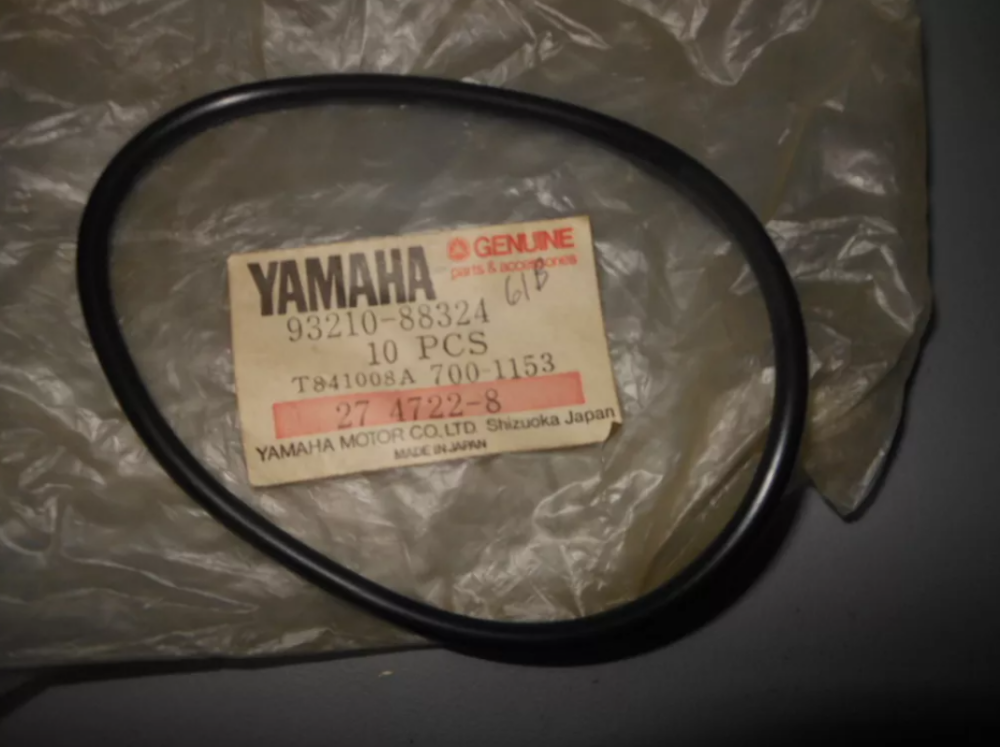 YAMAHA GENUINE
parts & accessories
61B
93210-88324
10 PCS
T841008A 700-1153
27 4722-8
YAMAHA MOTOR CO., LTD. Shizuoka Japan
MADE IN JAPAN